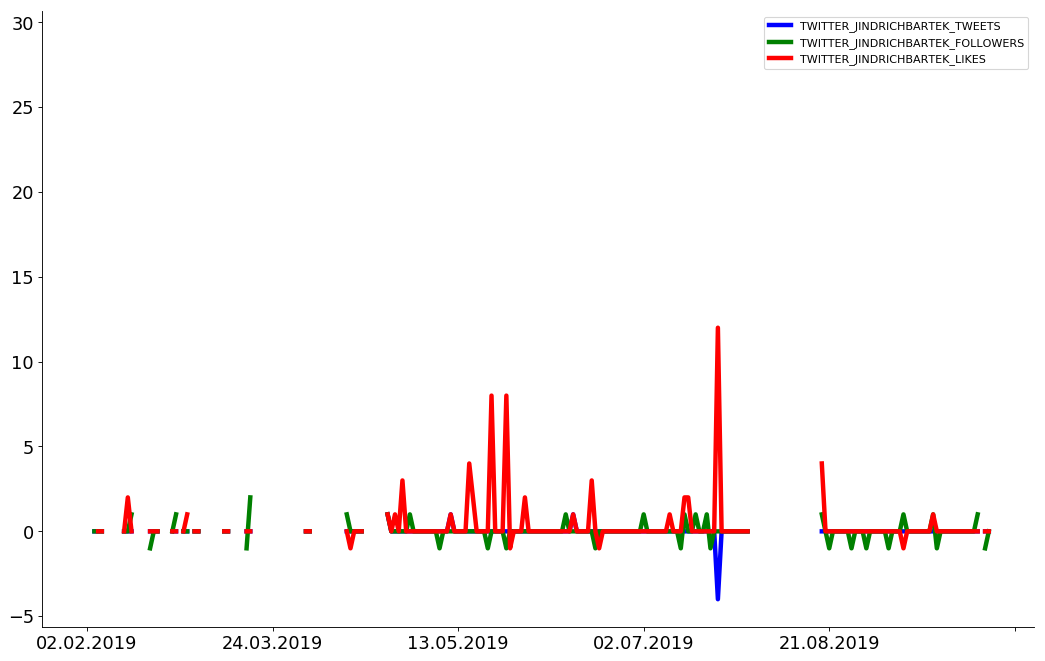 30
25
20
15
10
5
0
−5
02.02.2019 24.03.2019 13.05.2019 02.07.2019 21.08.2019
TWITTER_JINDRICHBARTEK_TWEETS
TWITTER_JINDRICHBARTEK_FOLLOWERS
TWITTER_JINDRICHBARTEK_LIKES